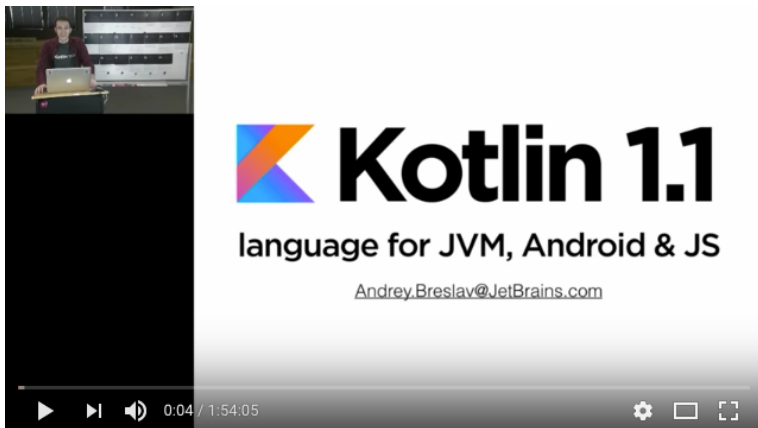 Kotlin 1.1
language for JVM, Android & JS
Andrey.Breslav@JetBrains.com
0:04 / 1:54:05